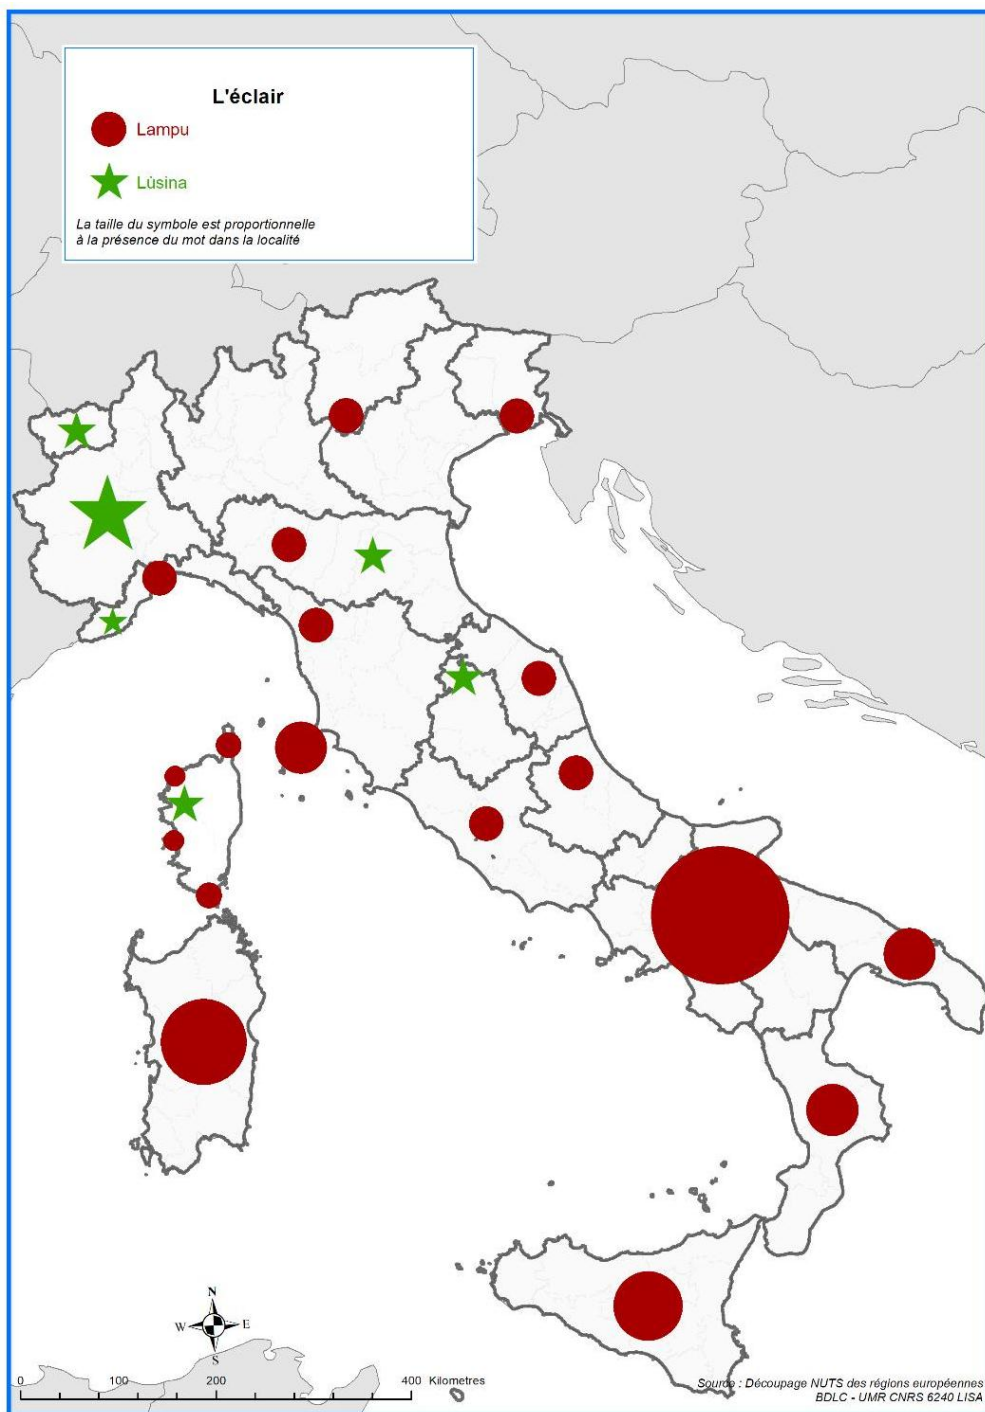 L'éclair
Lampu
Lùsina
La taille du symbole est proportionnelle
à la présence du mot dans la localité
N
W E
S
0 100 200 400 Kilometres
Source : Découpage NUTS des régions européennes
BDLC - UMR CNRS 6240 LISA